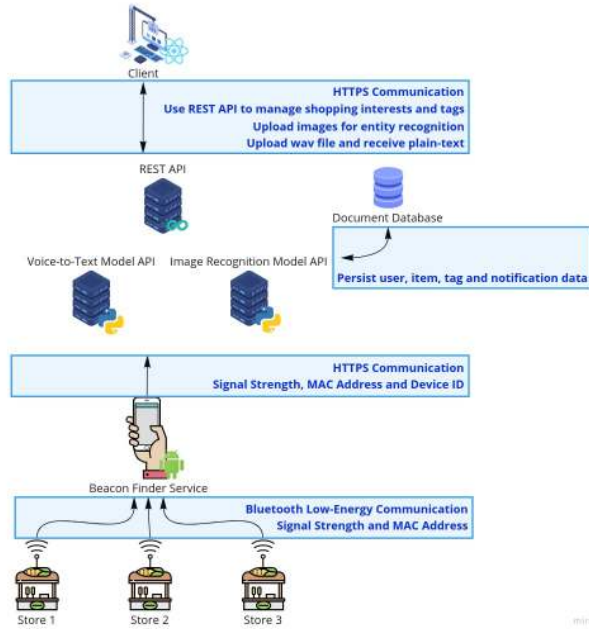 Client
HTTPS Communication
Use REST API to manage shopping interests and tags
Upload images for entity recognition
Upload wav file and receive plain-text
REST API
Document Database
Voice-to-Text Model API
Image Recognition Model API
Persist user, item, tag and notification data
HTTPS Communication
Signal Strength, MAC Address and Device ID
Beacon Finder Service
Bluetooth Low-Energy Communication
Signal Strength and MAC Address
Store 1
Store 2
Store 3